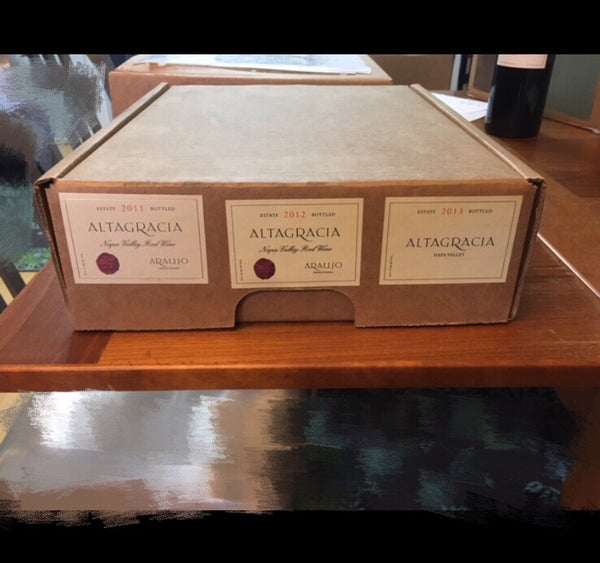 ESTATE 2011 BOTTLED
ALTAGRACIA
Napa Valley Red Wine
ARAUJO
ESTATE 2012 BOTTLED
ALTAGRACIA
Napa Valley Red Wine
ARAUJO
ESTATE 2013 BOTTLED
ALTAGRACIA
NAPA VALLEY